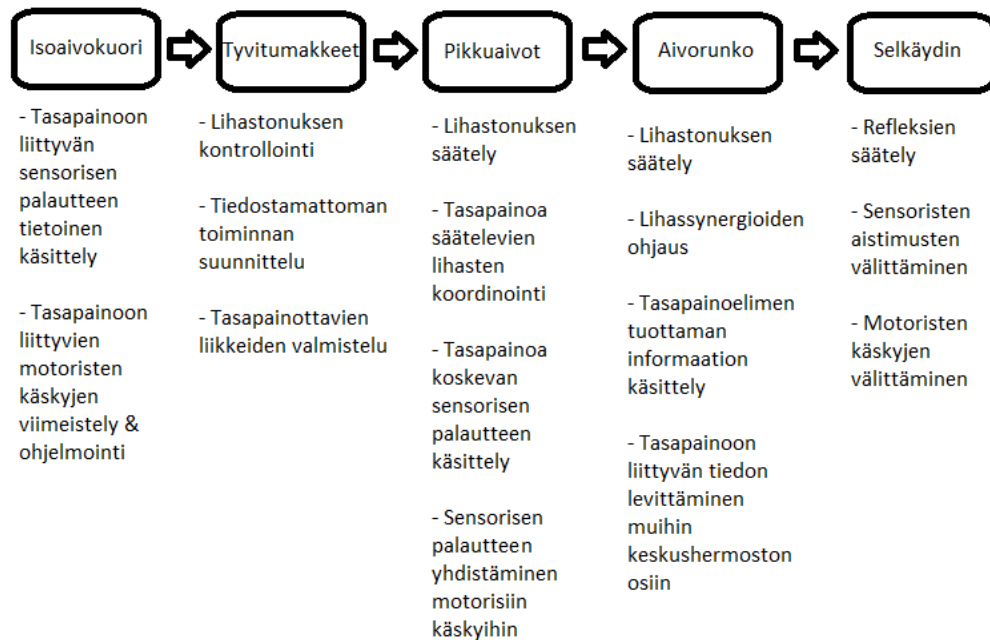 Isoaivokuori
Tyvitumakkeet
Pikkuaivot
Aivorunko
Selkäydin
- Tasapainoon
liittyvän
sensorisen
palautteen
tietoinen
käsittely
- Tasapainoon
liittyvien
motoristen
käskyjen
viimeistely &
ohjelmointi
- Lihastonuksen
kontrollointi
- Tiedostamattoman
toiminnan
suunnittelu
- Tasapainottavien
liikkeiden valmistelu
- Lihastonuksen
säätely
- Tasapainoa
säätelevien
lihasten
koordinointi
- Tasapainoa
koskevan
sensorisen
palautteen
käsittely
- Sensorisen
palautteen
yhdistäminen
motorisiin
käskyihin
- Lihastonuksen
säätely
- Lihassynergioiden
ohjaus
- Tasapainoelimen
tuottaman
informaation
käsittely
- Tasapainoon
liittyvän tiedon
levittäminen
muihin
keskushermoston
osiin
- Refleksien
säätely
- Sensoristen
aistimusten
välittäminen
- Motoristen
käskyjen
välittäminen